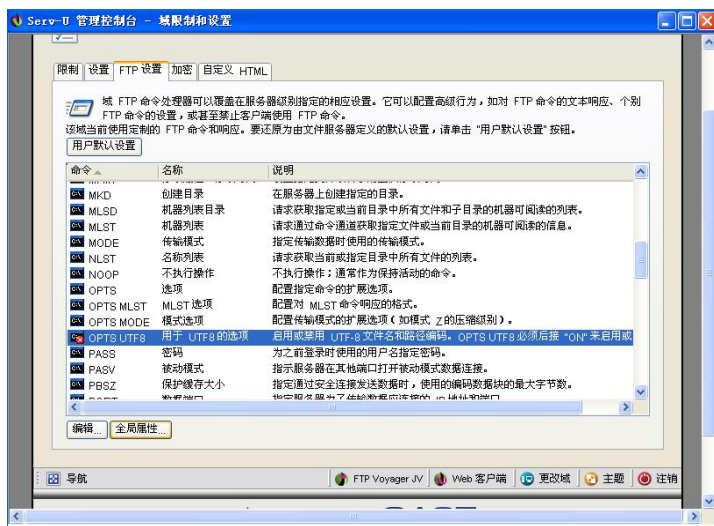 Serv-U 管理控制台 - 域限制和设置
限制 设置 FTP 设置 加密 自定义 HTML
域 FTP 命令处理器可以覆盖在服务器级别指定的相应设置。它可以配置高级行为,如对 FTP 命令的文本响应、个别
FTP 命令的设置,或甚至禁止客户端使用 FTP 命令。
该域当前使用定制的 FTP 命令和响应。要还原为由文件服务器定义的默认设置,请单击 "用户默认设置" 按钮。
用户默认设置
命令 名称 说明
MKD 创建目录 在服务器上创建指定的目录。
MLSD 机器列表目录 请求获取指定或当前目录中所有文件和子目录的机器可阅读的列表。
MLST 机器列表 请求通过命令通道获取指定文件或当前目录的机器可阅读的信息。
MODE 传输模式 指定传输数据时使用的传输模式。
NLST 名称列表 请求获取当前或指定目录中所有文件的列表。
NOOP 不执行操作 不执行操作;通常作为保持活动的命令。
OPTS 选项 配置指定命令的扩展选项。
OPTS MLST MLST 选项 配置对 MLST 命令响应的格式。
OPTS MODE 模式选项 配置传输模式的扩展选项(如模式 Z的压缩级别)。
OPTS UTF8 用于 UTF8 的选项 启用或禁用 UTF-8 文件名和路径编码。OPTS UTF8 必须后接 "ON" 来启用或
PASS 密码 为之前登录时使用的用户名指定密码。
PASV 被动模式 指示服务器在其他端口打开被动模式数据连接。
PBSZ 保护缓存大小 指定通过安全连接发送数据时,使用的编码数据块的最大字节数。
编辑... 全局属性...
导航 FTP Voyager JV Web 客户端 更改域 主题 注销